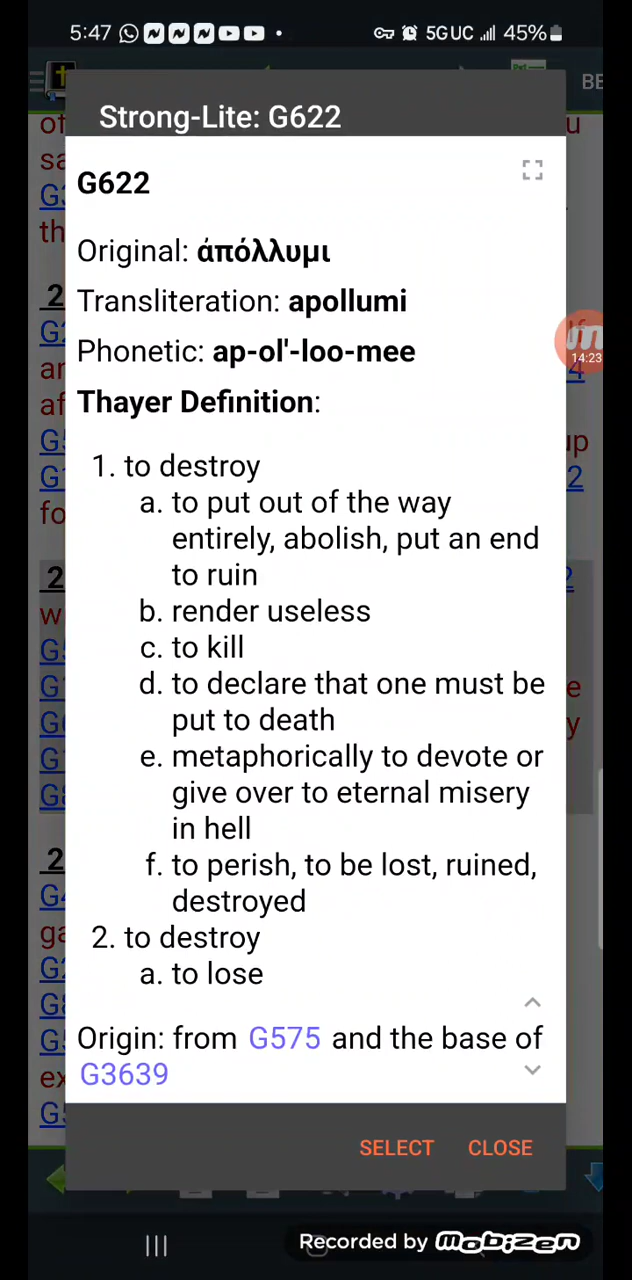 5:47 5GUC 45%
BE
Strong-Lite: G622
G622
Original: ἀπόλλυμι
Transliteration: apollumi
Phonetic: ap-ol'-loo-mee
Thayer Definition:
1. to destroy
a. to put out of the way
entirely, abolish, put an end
to ruin
b. render useless
c. to kill
d. to declare that one must be
put to death
e. metaphorically to devote or
give over to eternal misery
in hell
f. to perish, to be lost, ruined,
destroyed
2. to destroy
a. to lose
Origin: from G575 and the base of
G3639
SELECT CLOSE
14:23
Recorded by mobizen